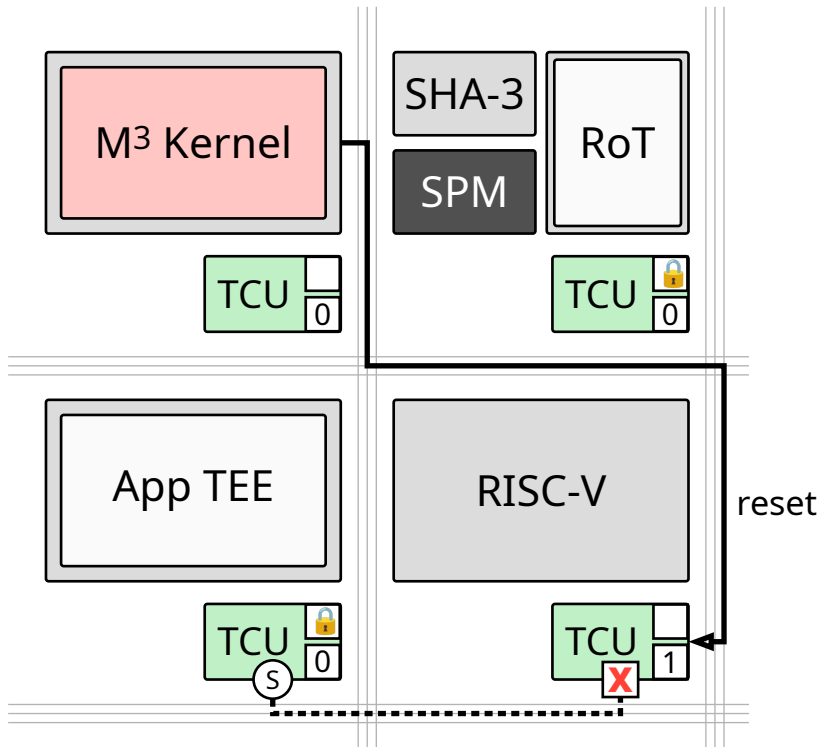 M³ Kernel
SHA-3
SPM
RoT
TCU
0
TCU
0
App TEE
RISC-V
reset
TCU
0
S
TCU
1
X